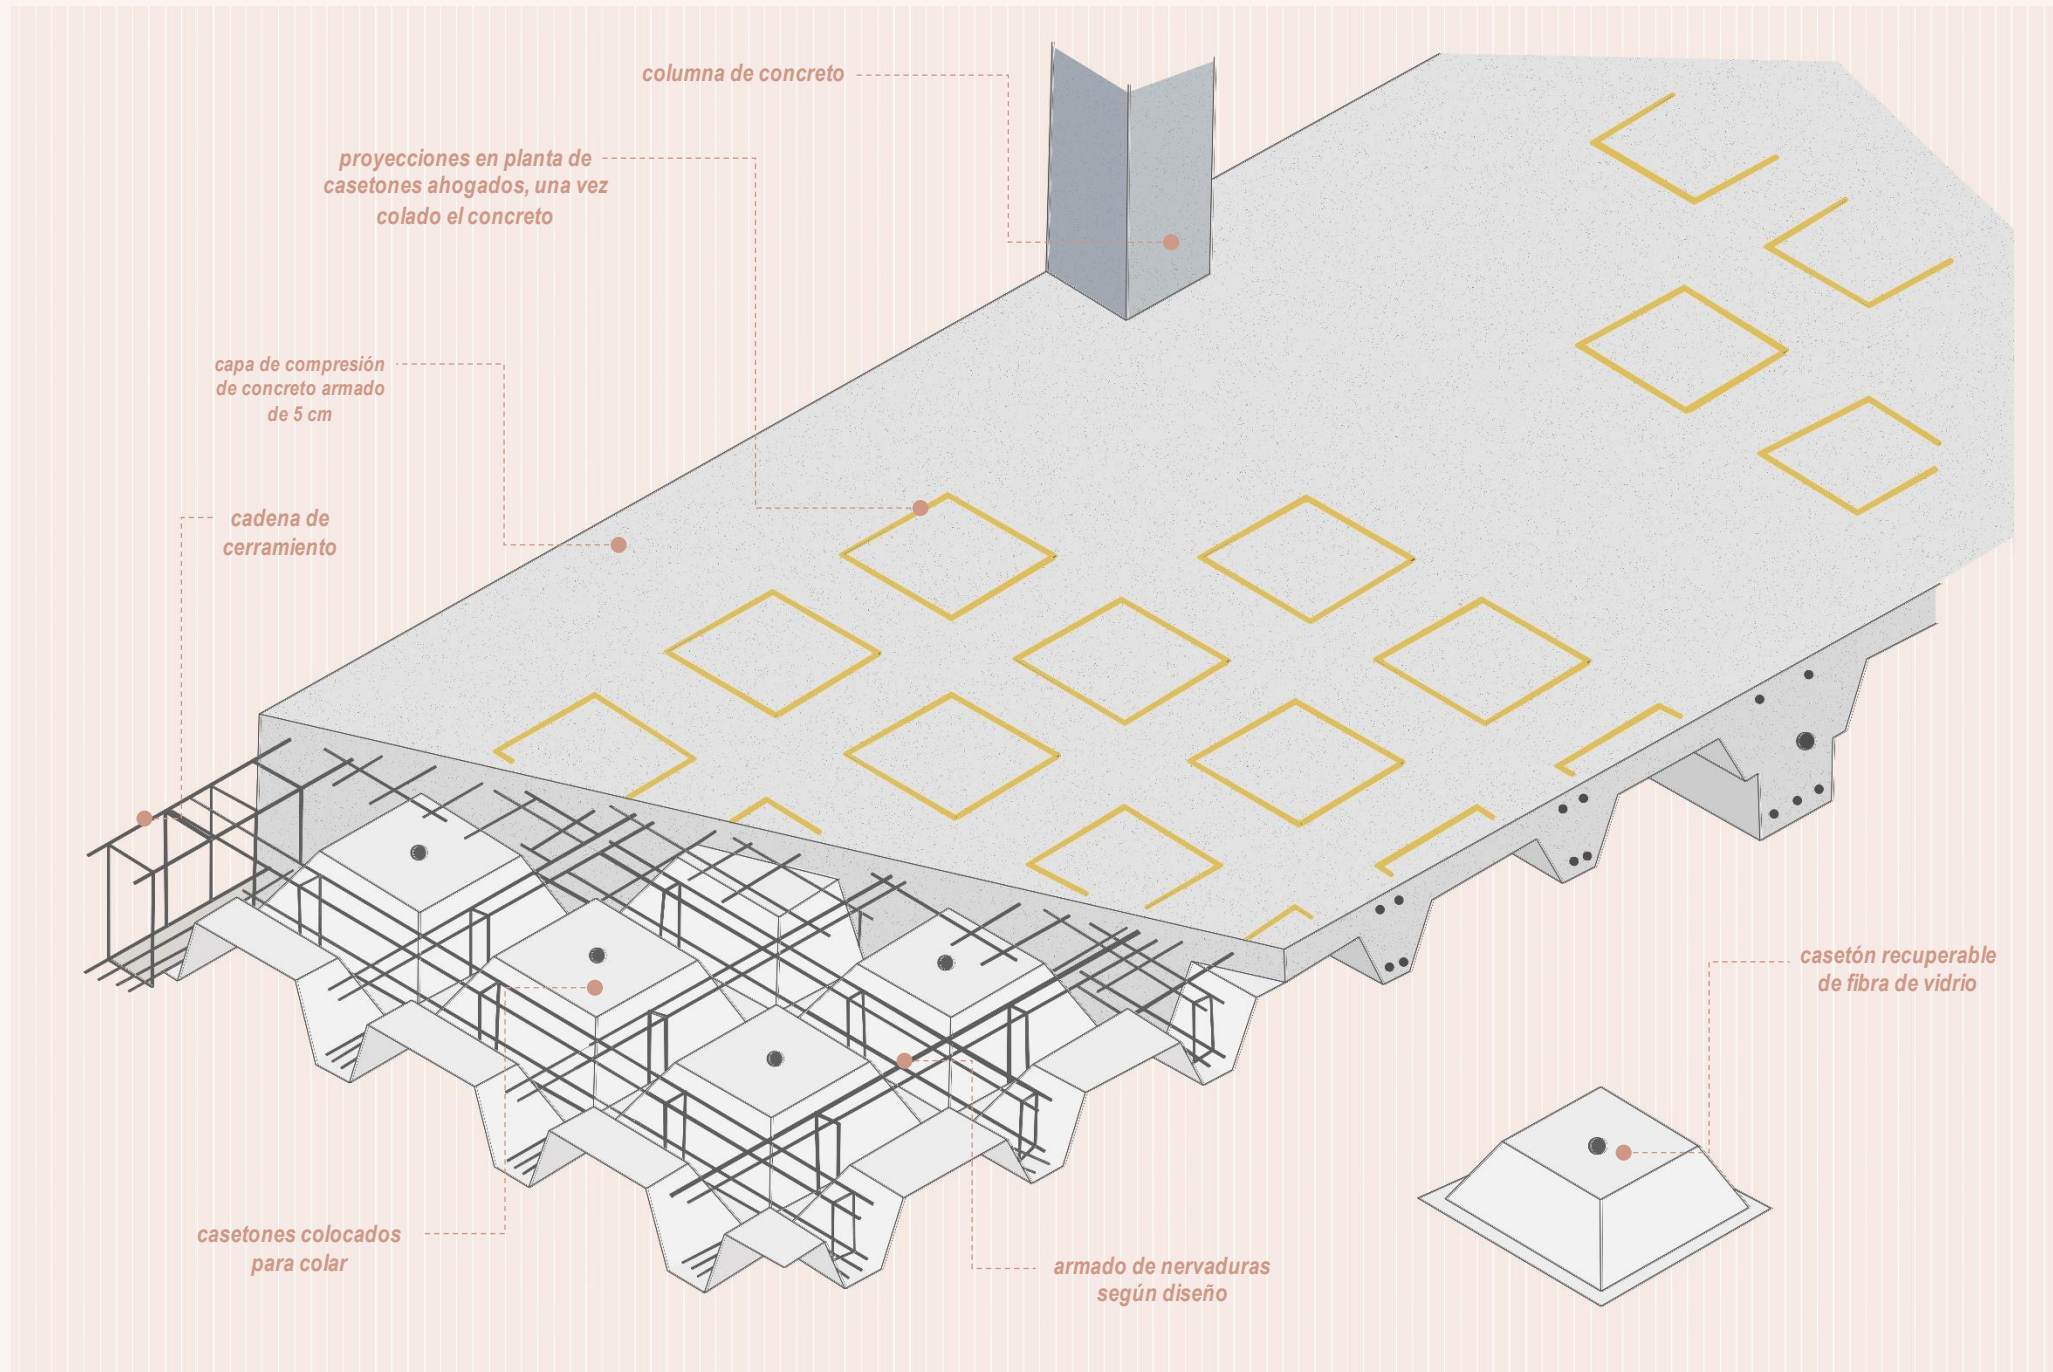 columna de concreto
proyecciones en planta de
casetones ahogados, una vez
colado el concreto
capa de compresión
de concreto armado
de 5 cm
cadena de
cerramiento
casetón recuperable
de fibra de vidrio
casetones colocados
para colar
armado de nervaduras
según diseño